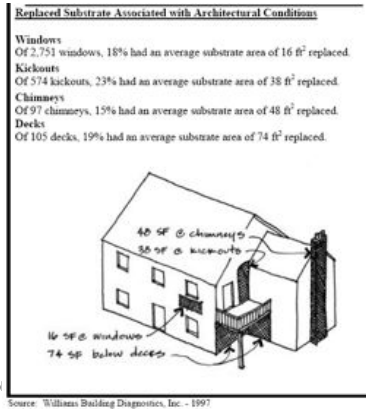 Replaced Substrate Associated with Architectural Conditions
Windows
Of 2,751 windows, 18% had an average substrate area of 16 ft² replaced.
Kickouts
Of 574 kickouts, 23% had an average substrate area of 38 ft² replaced.
Chimneys
Of 97 chimneys, 15% had an average substrate area of 48 ft² replaced.
Decks
Of 105 decks, 19% had an average substrate area of 74 ft² replaced.
48 SF @ chimneys
38 SF @ kickouts
16 SF @ windows
74 SF below decks
Source: Williams Building Diagnostics, Inc. - 1997